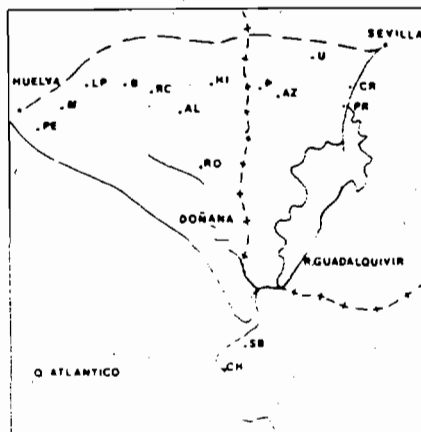 SEVILLA
U
HUELVA
LP
B
RC
HI
P
AZ
CR
M
AL
PR
PE
RO
DOÑANA
R.GUADALQUIVIR
SB
O ATLANTICO
CH